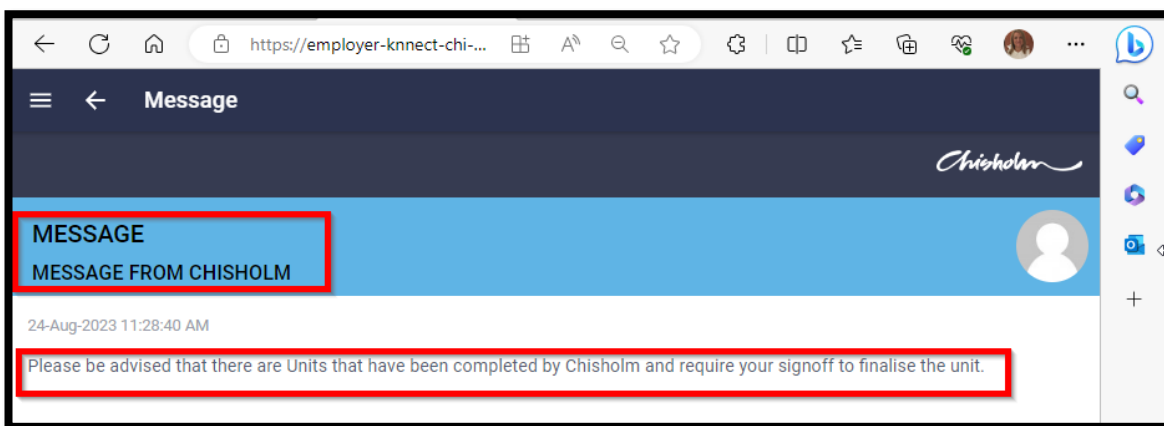 https://employer-knnect-chi-...
Message
Chisholm
MESSAGE
MESSAGE FROM CHISHOLM
24-Aug-2023 11:28:40 AM
Please be advised that there are Units that have been completed by Chisholm and require your signoff to finalise the unit.